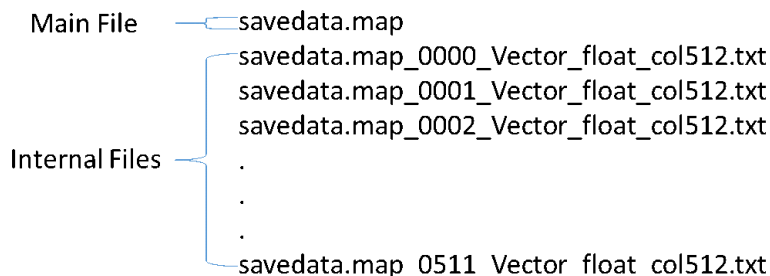 Main File savedata.map
savedata.map_0000_Vector_float_col512.txt
savedata.map_0001_Vector_float_col512.txt
savedata.map_0002_Vector_float_col512.txt
Internal Files .
.
.
savedata.map_0511_Vector_float_col512.txt